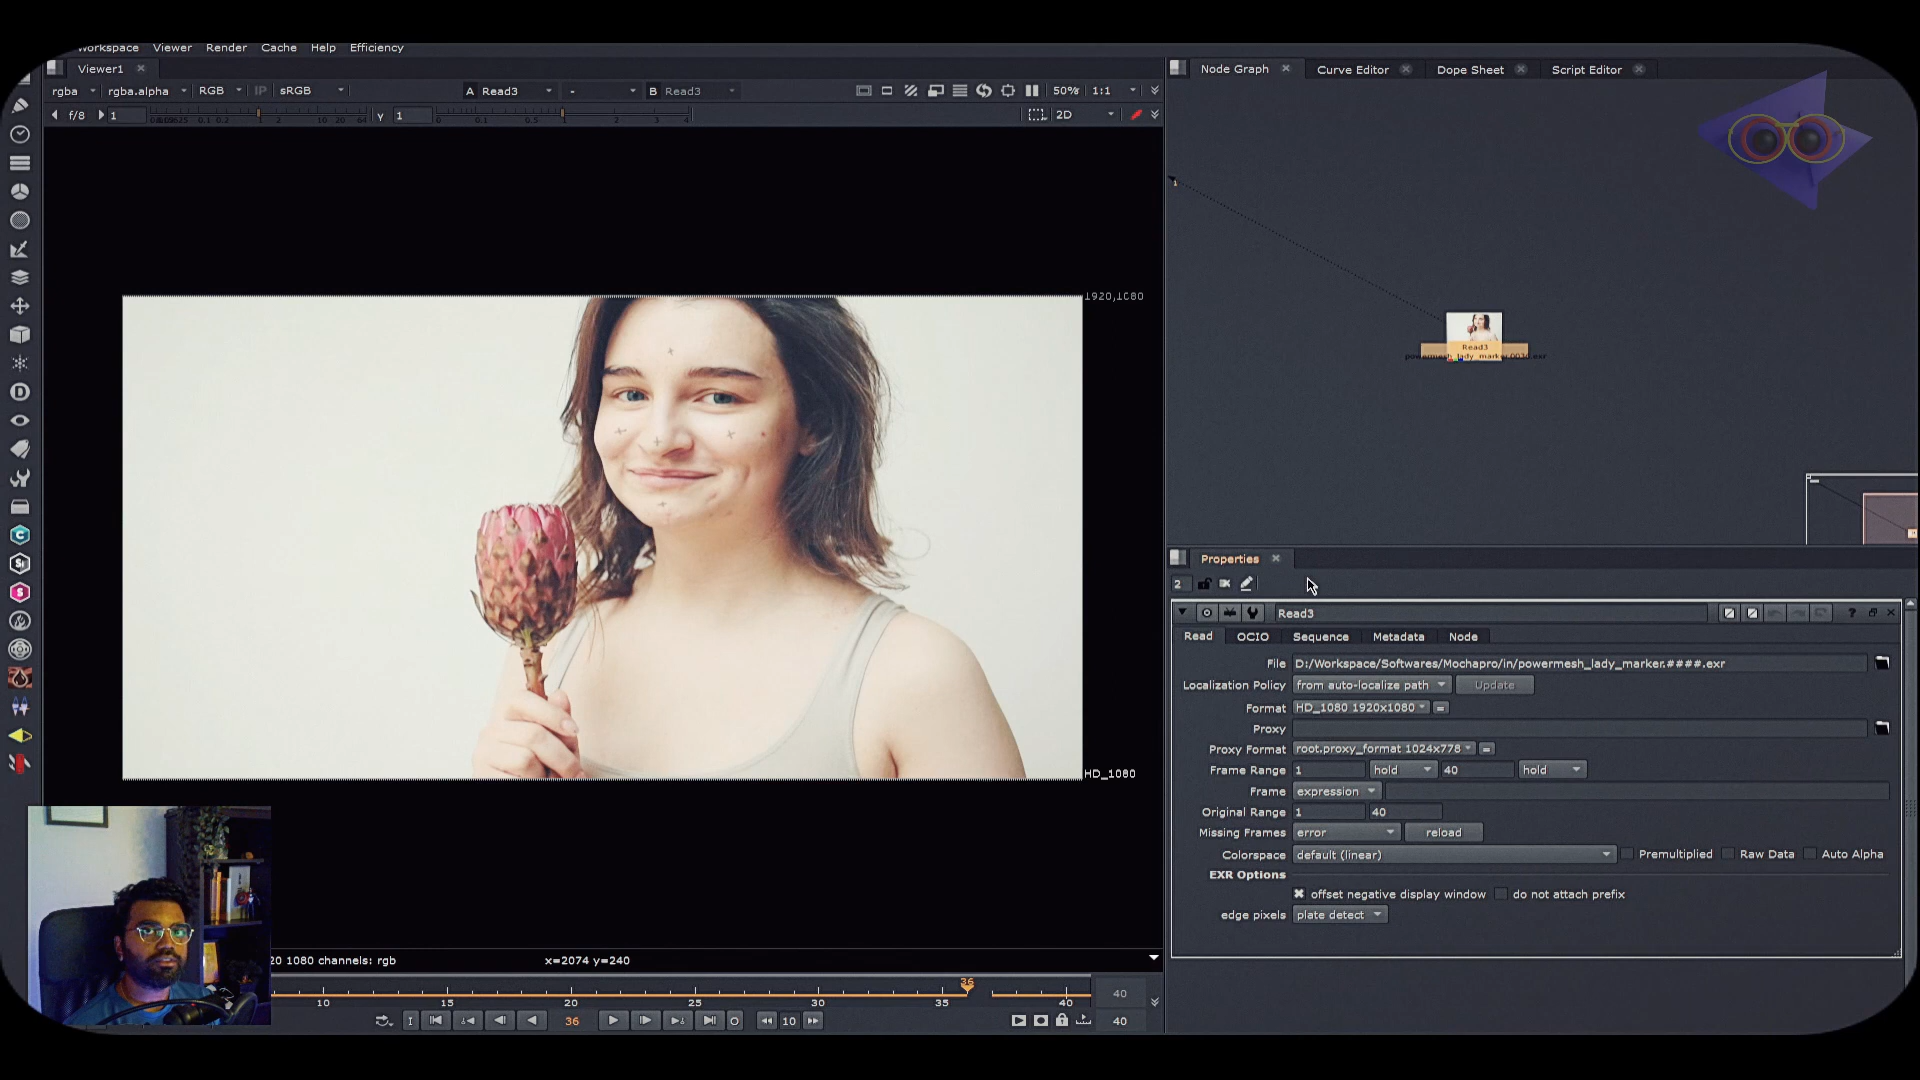 Workspace Viewer Render Cache Help Efficiency
Viewer1
rgba rgba.alpha RGB IP sRGB A Read3 - B Read3 50% 1:1
f/8 1 Y 1 2D
1920,1080
HD_1080
20 1080 channels: rgb x=2074 y=240
10 15 20 25 30 35 36 40 40
36 10 40
Node Graph Curve Editor Dope Sheet Script Editor
1
Read3
Properties
2
Read3
Read OCIO Sequence Metadata Node
File D:/Workspace/Softwares/Mochapro/in/powermesh_lady_marker.####.exr
Localization Policy from auto-localize path Update
Format HD_1080 1920x1080 =
Proxy
Proxy Format root.proxy_format 1024x778 =
Frame Range 1 hold 40 hold
Frame expression
Original Range 1 40
Missing Frames error reload
Colorspace default (linear) Premultiplied Raw Data Auto Alpha
EXR Options
offset negative display window do not attach prefix
edge pixels plate detect